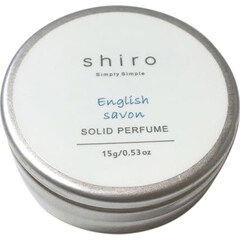 shiro
Simply Simple
English
savon
SOLID PERFUME
15g/0.53oz